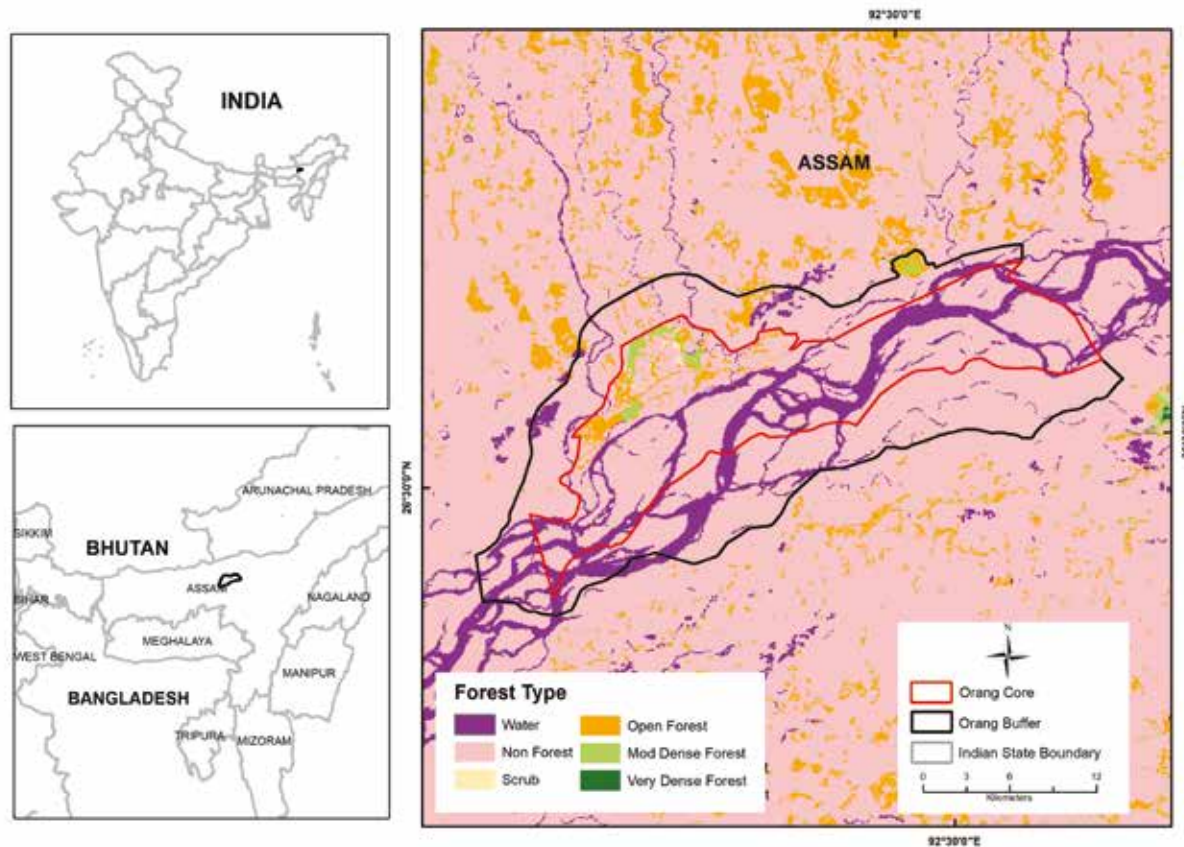 INDIA
ARUNACHAL PRADESH
SIKKIM
BHUTAN
ASSAM
NAGALAND
BIHAR
MEGHALAYA
WEST BENGAL
MANIPUR
BANGLADESH
TRIPURA
MIZORAM
92°30'0"E
ASSAM
26°30'0"N
Forest Type
Water
Non Forest
Scrub
Open Forest
Mod Dense Forest
Very Dense Forest
N
Orang Core
Orang Buffer
Indian State Boundary
0 3 6 12
Kilometers
92°30'0"E